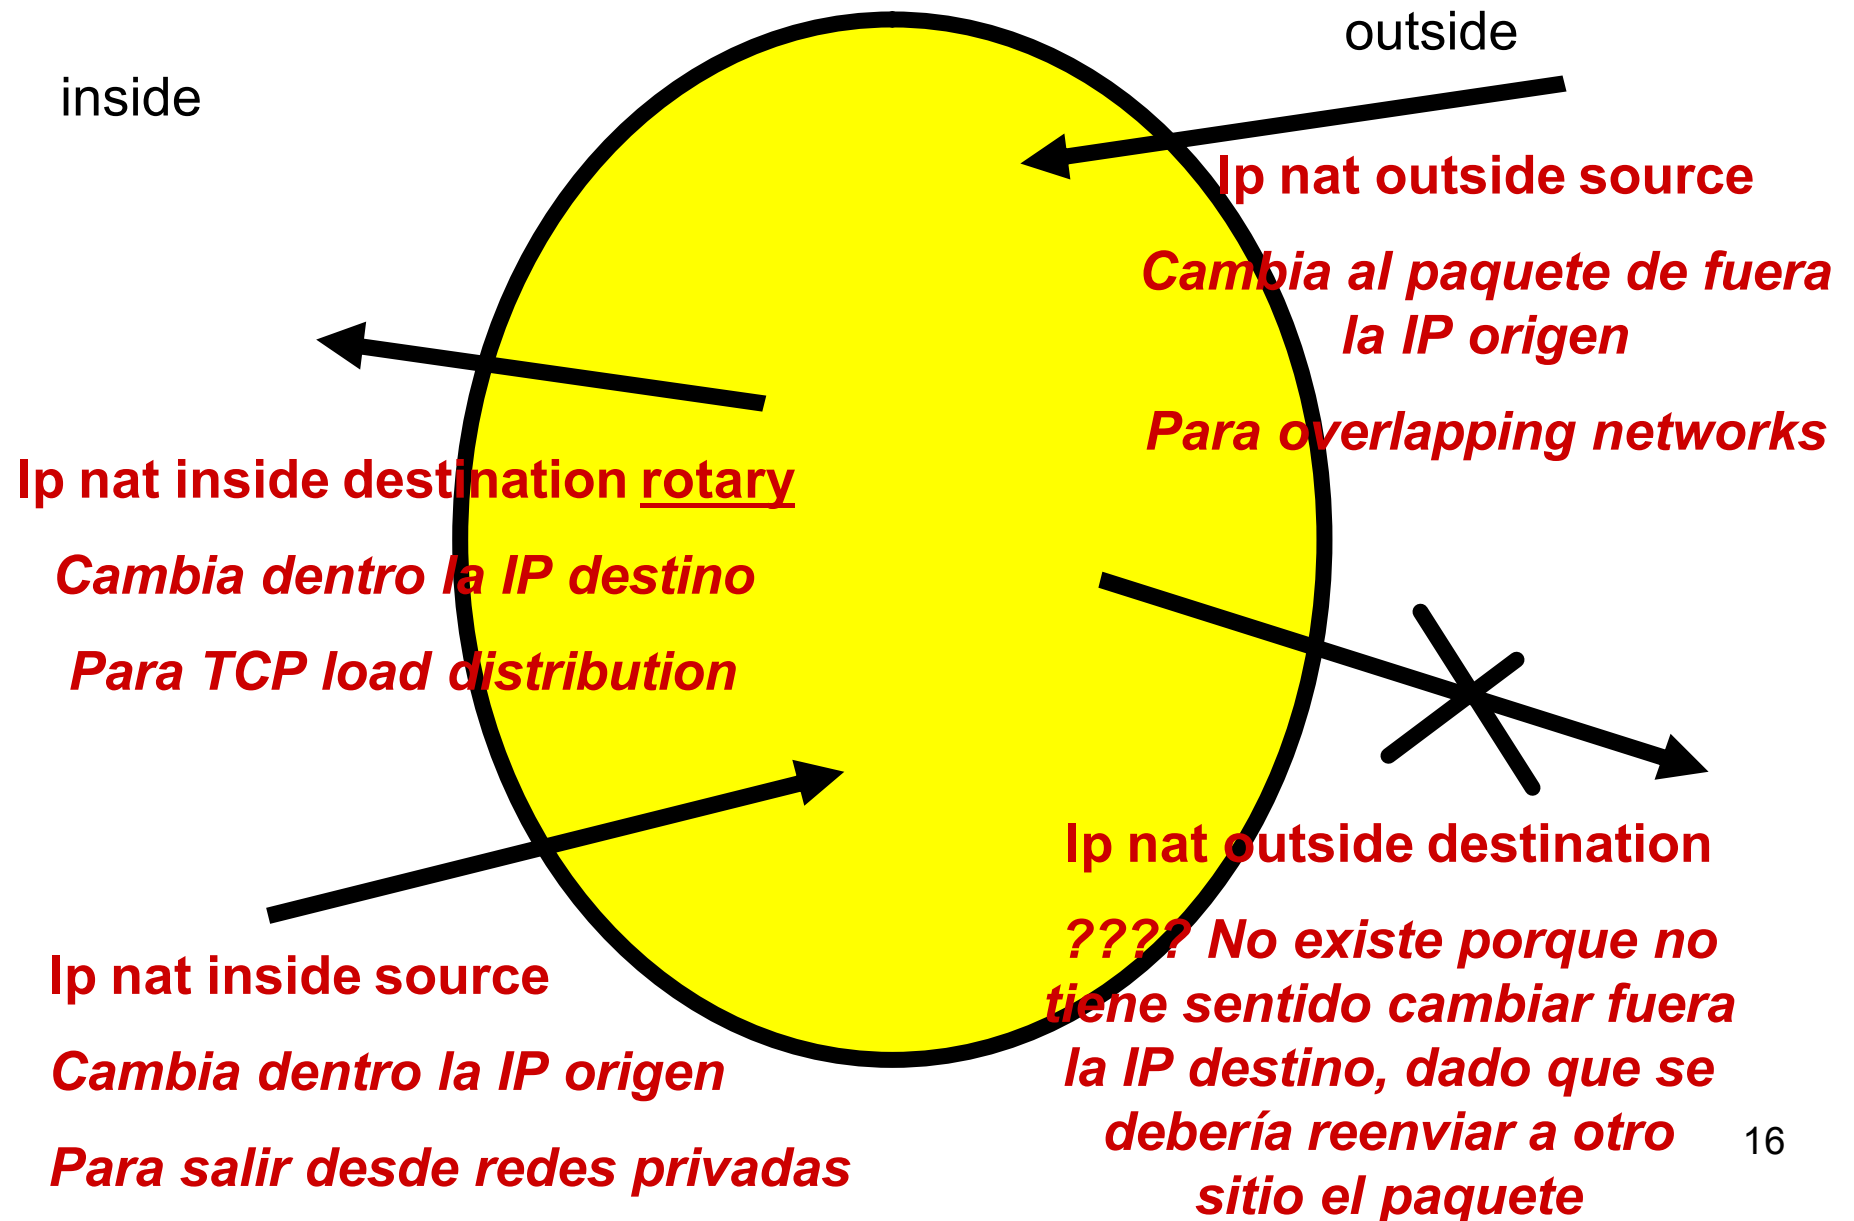 outside
inside
Ip nat outside source
Cambia al paquete de fuera
la IP origen
Para overlapping networks
Ip nat inside destination rotary
Cambia dentro la IP destino
Para TCP load distribution
Ip nat outside destination
???? No existe porque no
tiene sentido cambiar fuera
la IP destino, dado que se
debería reenviar a otro
sitio el paquete
Ip nat inside source
Cambia dentro la IP origen
Para salir desde redes privadas
16